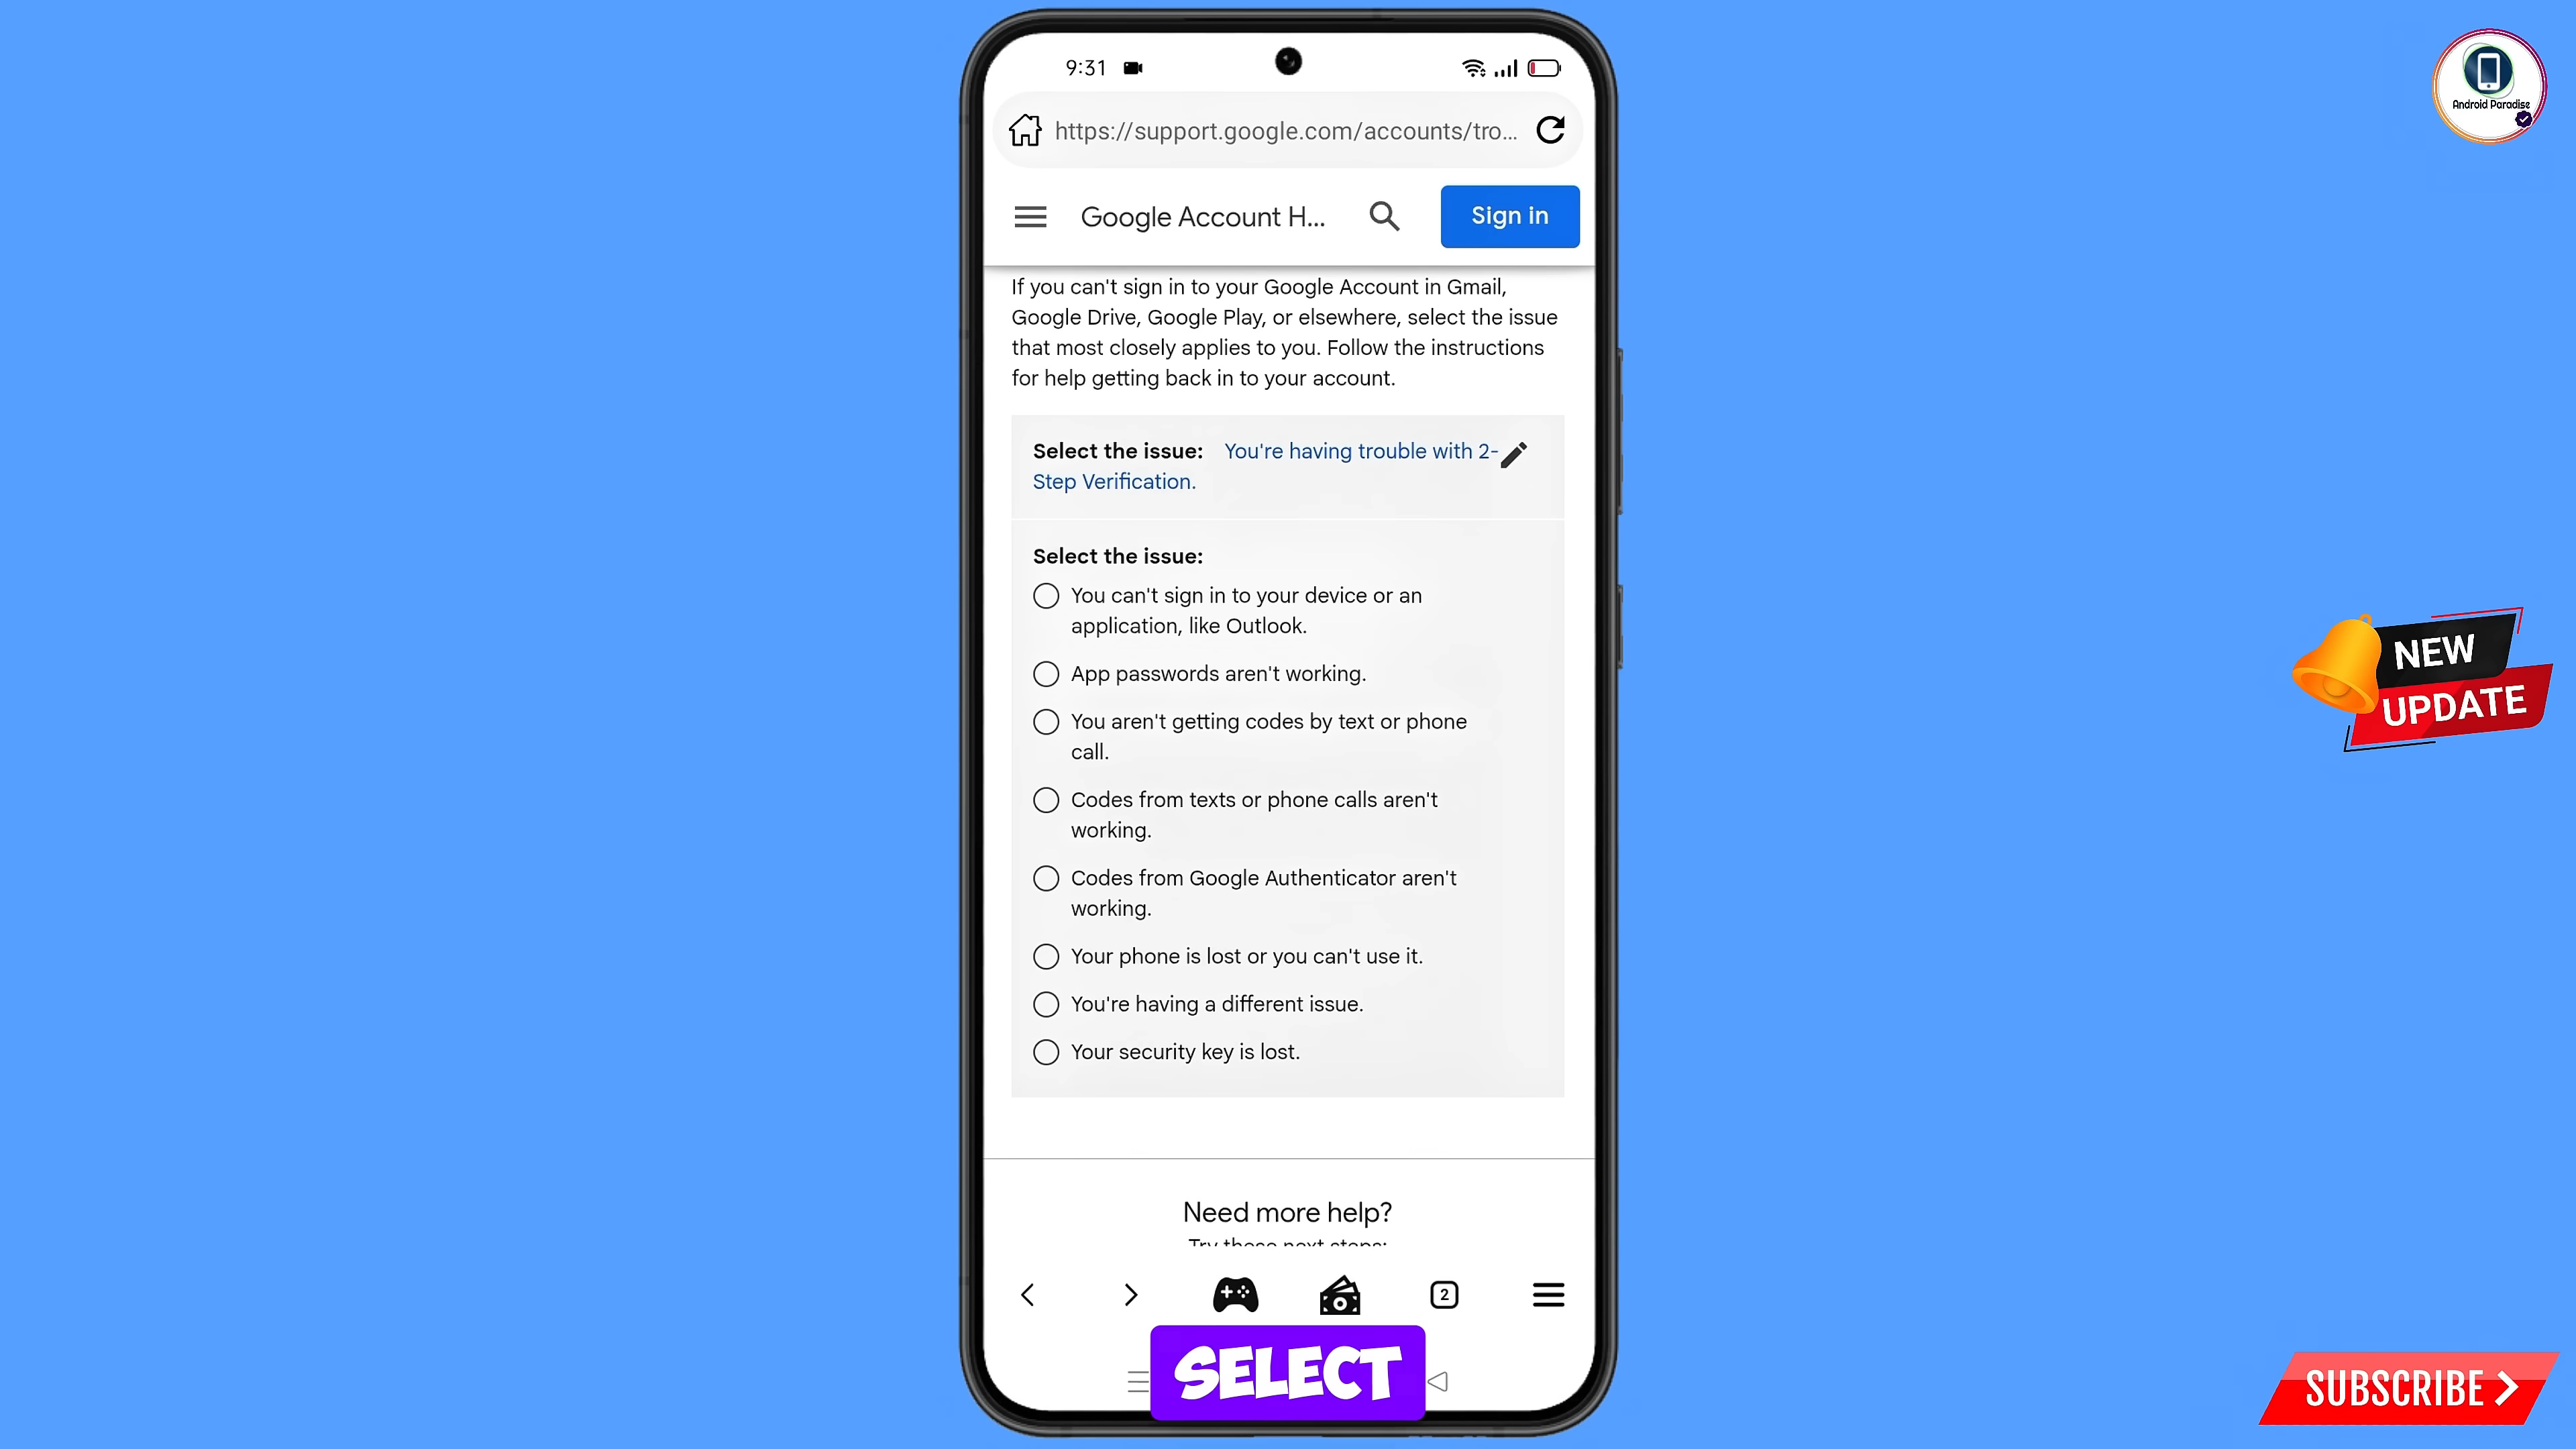 9:31
Android Paradise
https://support.google.com/accounts/tro...
Google Account H...
Sign in
If you can't sign in to your Google Account in Gmail,
Google Drive, Google Play, or elsewhere, select the issue
that most closely applies to you. Follow the instructions
for help getting back in to your account.
Select the issue: You're having trouble with 2-
Step Verification.
Select the issue:
You can't sign in to your device or an
application, like Outlook.
App passwords aren't working.
You aren't getting codes by text or phone
call.
Codes from texts or phone calls aren't
working.
Codes from Google Authenticator aren't
working.
Your phone is lost or you can't use it.
You're having a different issue.
Your security key is lost.
NEW
UPDATE
Need more help?
Try these next steps:
2
SELECT
SUBSCRIBE